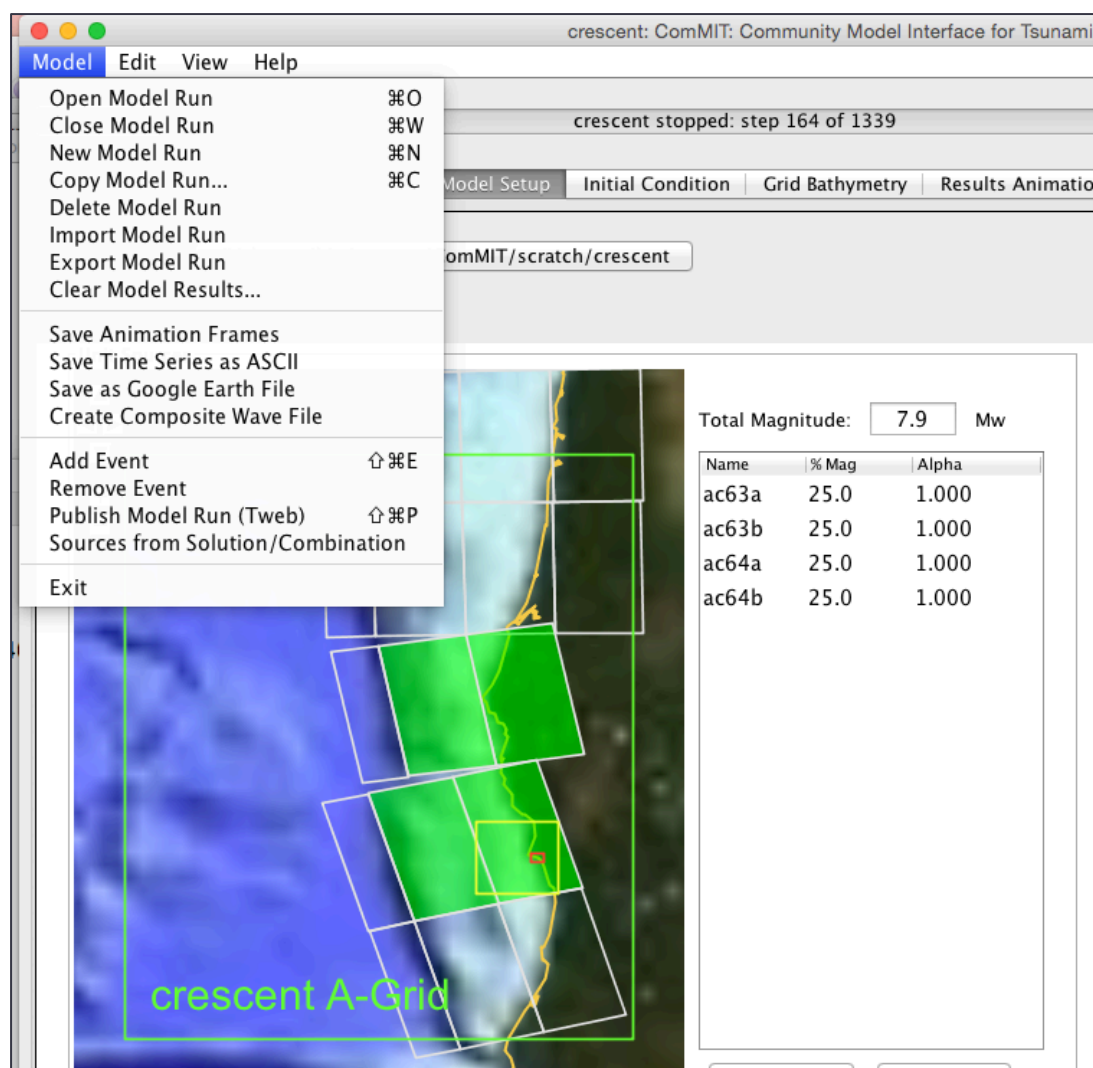 crescent: ComMIT: Community Model Interface for Tsunami
Model Edit View Help
Open Model Run ⌘O
Close Model Run ⌘W
New Model Run ⌘N
Copy Model Run... ⌘C
Delete Model Run
Import Model Run
Export Model Run
Clear Model Results...
Save Animation Frames
Save Time Series as ASCII
Save as Google Earth File
Create Composite Wave File
Add Event ⇧⌘E
Remove Event
Publish Model Run (Tweb) ⇧⌘P
Sources from Solution/Combination
Exit
crescent stopped: step 164 of 1339
Model Setup Initial Condition Grid Bathymetry Results Animatio
omMIT/scratch/crescent
Total Magnitude: 7.9 Mw
Name % Mag Alpha
ac63a 25.0 1.000
ac63b 25.0 1.000
ac64a 25.0 1.000
ac64b 25.0 1.000
crescent A-Grid